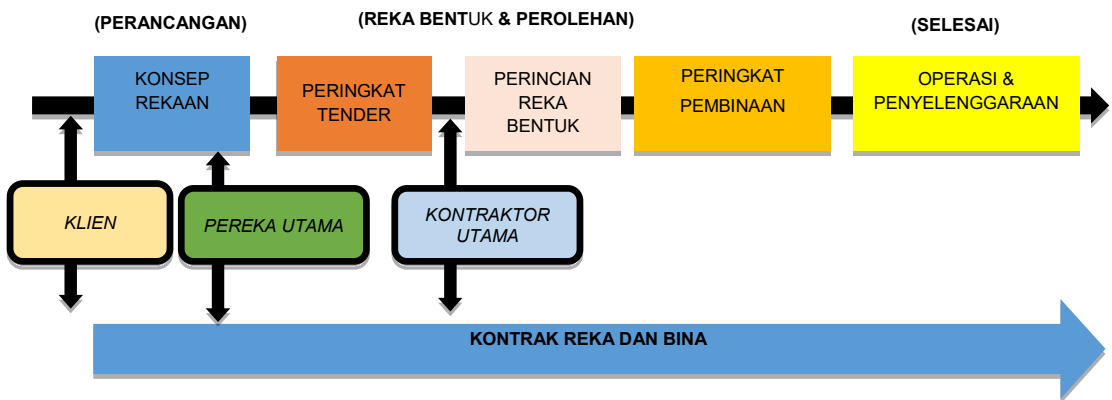 (PERANCANGAN)
(REKA BENTUK & PEROLEHAN)
(SELESAI)
KONSEP
REKAAN
PERINGKAT
TENDER
PERINCIAN
REKA
BENTUK
PERINGKAT
PEMBINAAN
OPERASI &
PENYELENGGARAAN
KLIEN
PEREKA UTAMA
KONTRAKTOR
UTAMA
KONTRAK REKA DAN BINA